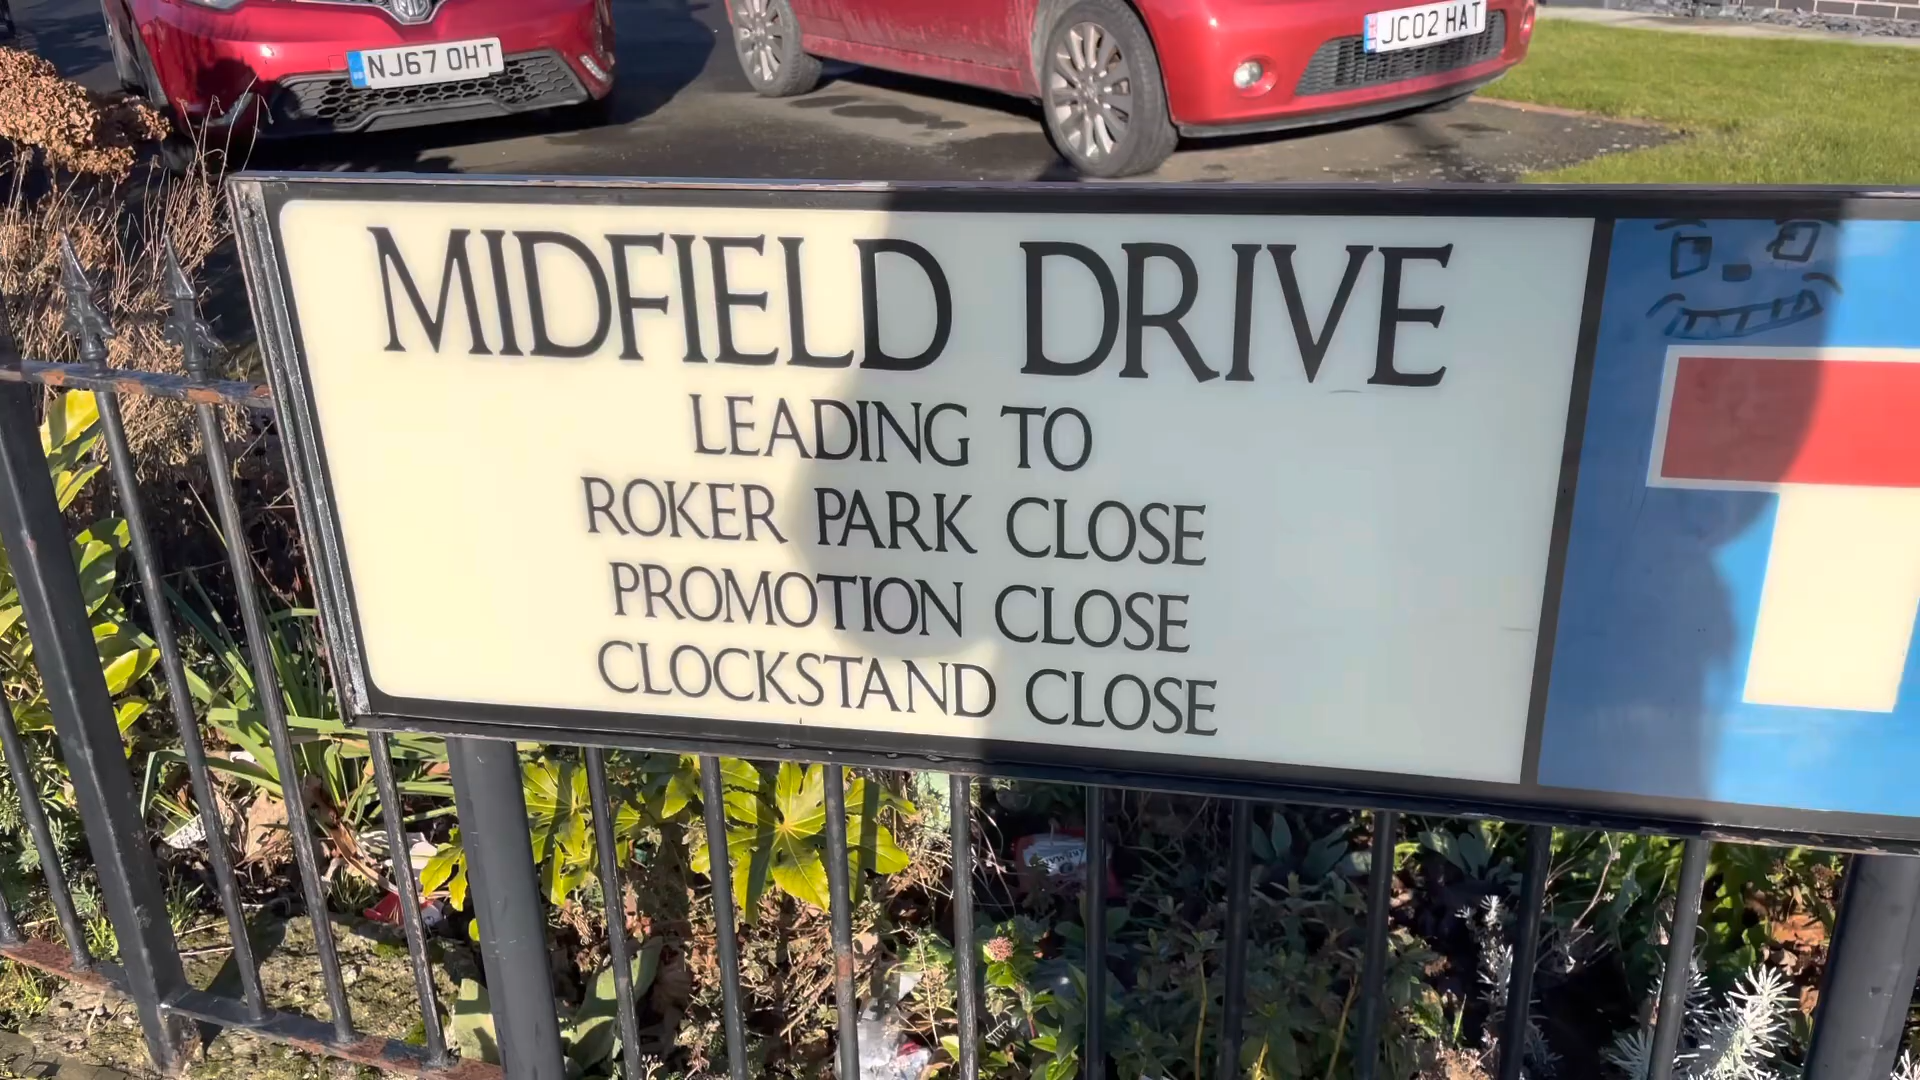 NJ67 OHT
JC02 HAT
MIDFIELD DRIVE
LEADING TO
ROKER PARK CLOSE
PROMOTION CLOSE
CLOCKSTAND CLOSE